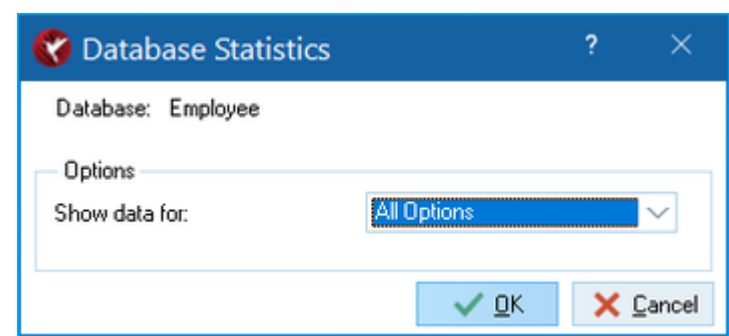 Database Statistics ?
Database: Employee
Options
Show data for: All Options
OK Cancel